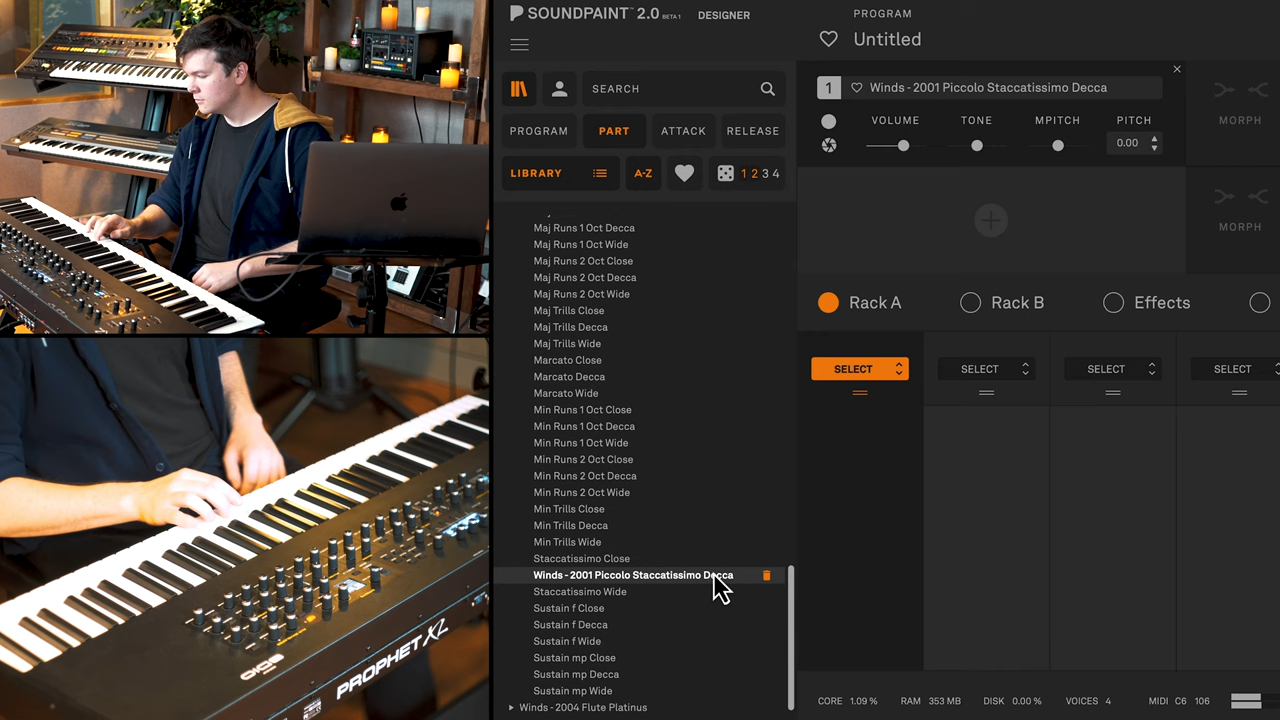 SOUNDPAINT™ 2.0 BETA 1 DESIGNER
SEARCH
PROGRAM PART ATTACK RELEASE
LIBRARY A-Z 1 2 3 4
Maj Runs 1 Oct Decca
Maj Runs 1 Oct Wide
Maj Runs 2 Oct Close
Maj Runs 2 Oct Decca
Maj Runs 2 Oct Wide
Maj Trills Close
Maj Trills Decca
Maj Trills Wide
Marcato Close
Marcato Decca
Marcato Wide
Min Runs 1 Oct Close
Min Runs 1 Oct Decca
Min Runs 1 Oct Wide
Min Runs 2 Oct Close
Min Runs 2 Oct Decca
Min Runs 2 Oct Wide
Min Trills Close
Min Trills Decca
Min Trills Wide
Staccatissimo Close
Winds - 2001 Piccolo Staccatissimo Decca
Staccatissimo Wide
Sustain f Close
Sustain f Decca
Sustain f Wide
Sustain mp Close
Sustain mp Decca
Sustain mp Wide
Winds - 2004 Flute Platinus
PROGRAM
Untitled
1 Winds - 2001 Piccolo Staccatissimo Decca
VOLUME TONE MPITCH PITCH
0.00
MORPH
MORPH
Rack A Rack B Effects
SELECT SELECT SELECT SELECT
CORE 1.09 % RAM 353 MB DISK 0.00 % VOICES 4 MIDI C6 106
PROPHET XL